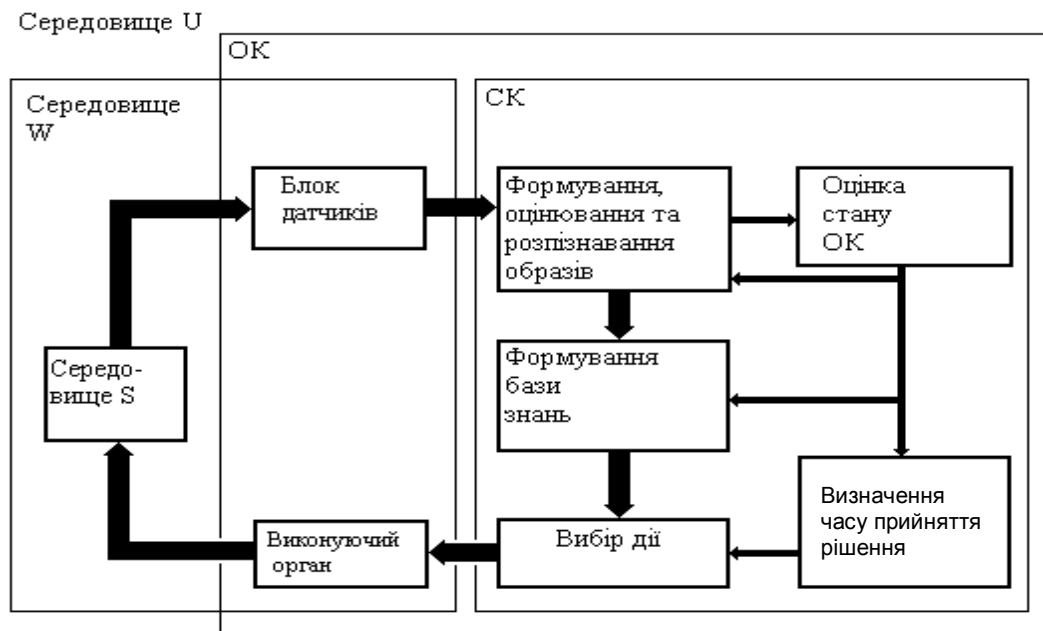 Середовище U
ОК
Середовище
W
СК
Блок
датчиків
Формування,
оцінювання та
розпізнавання
образів
Оцінка
стану
ОК
Середо-
вище S
Формування
бази
знань
Визначення
часу прийняття
рішення
Виконуючий
орган
Вибір дії